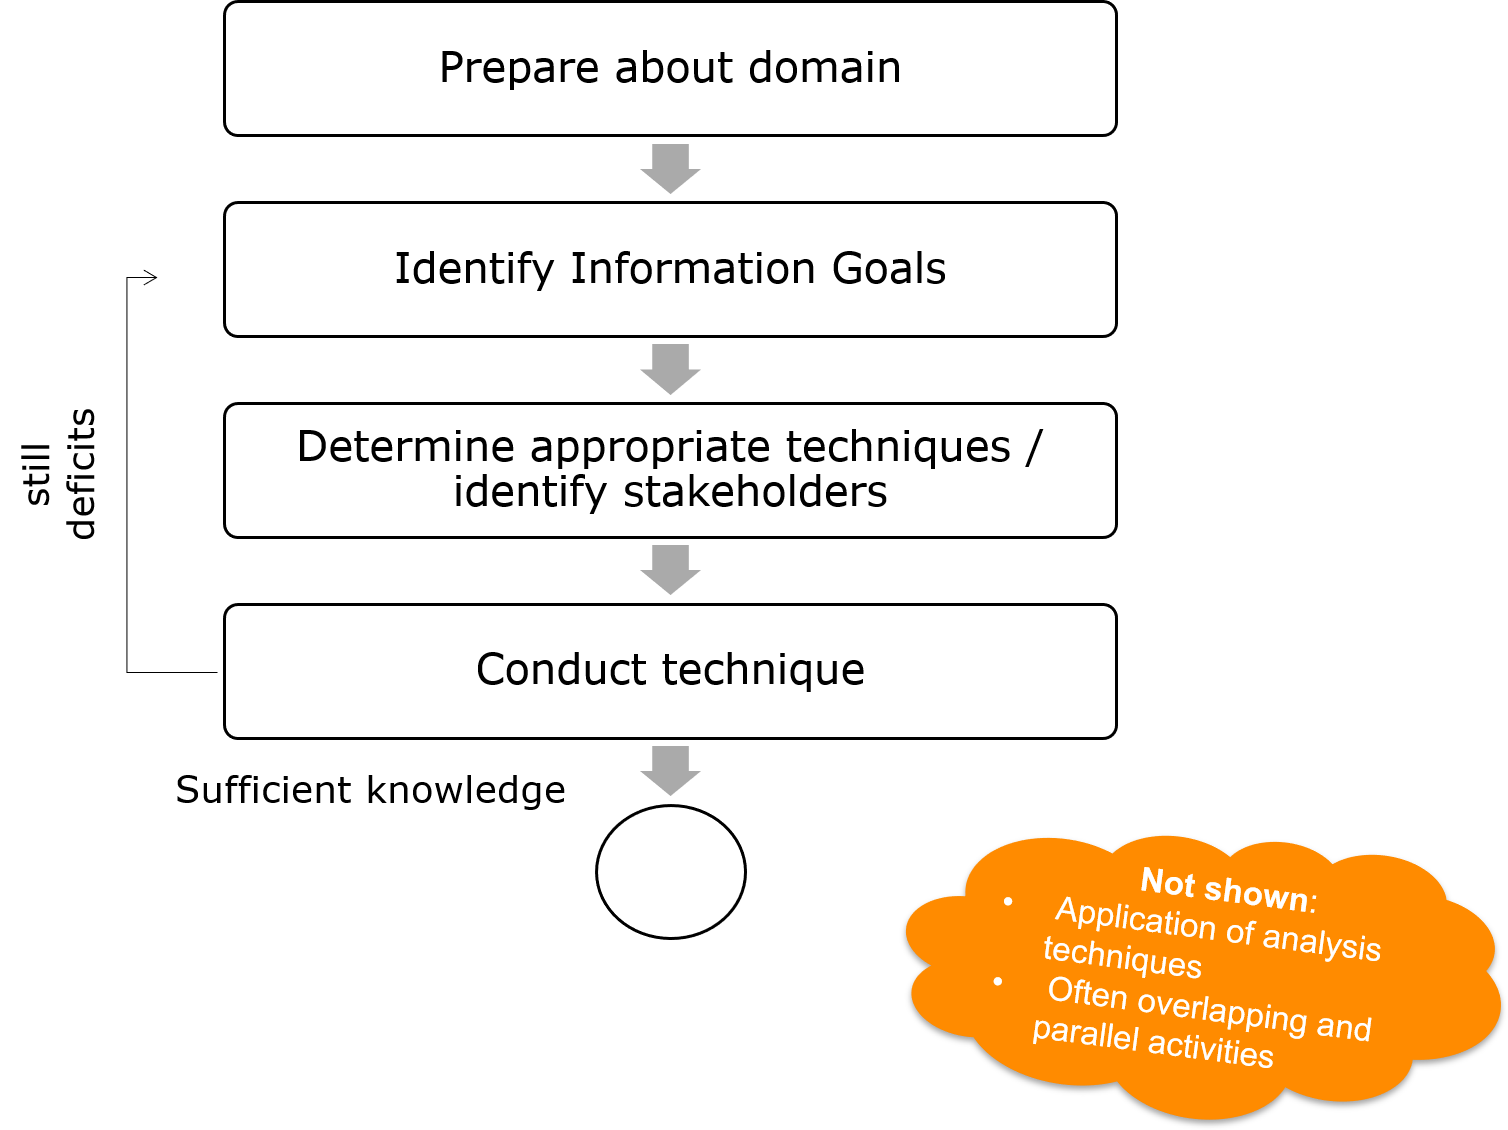 Prepare about domain
Identify Information Goals
still
deficits
Determine appropriate techniques /
identify stakeholders
Conduct technique
Sufficient knowledge
Not shown:
• Application of analysis
techniques
• Often overlapping and
parallel activities